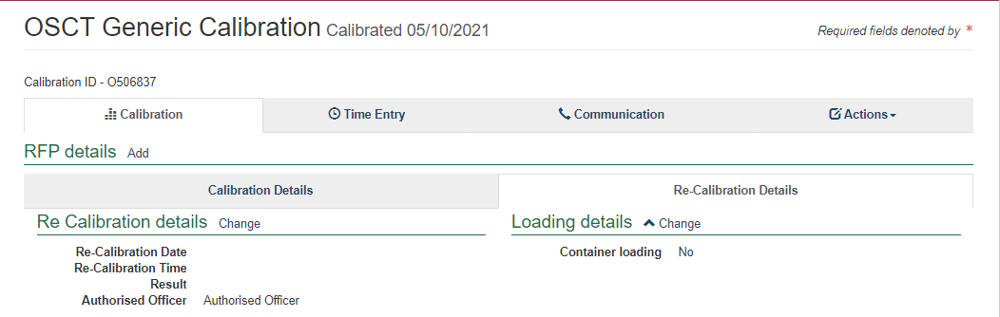 OSCT Generic Calibration Calibrated 05/10/2021
Required fields denoted by *
Calibration ID - O506837
Calibration
Time Entry
Communication
Actions
RFP details Add
Calibration Details
Re-Calibration Details
Re Calibration details Change
Re-Calibration Date
Re-Calibration Time
Result
Authorised Officer Authorised Officer
Loading details Change
Container loading No